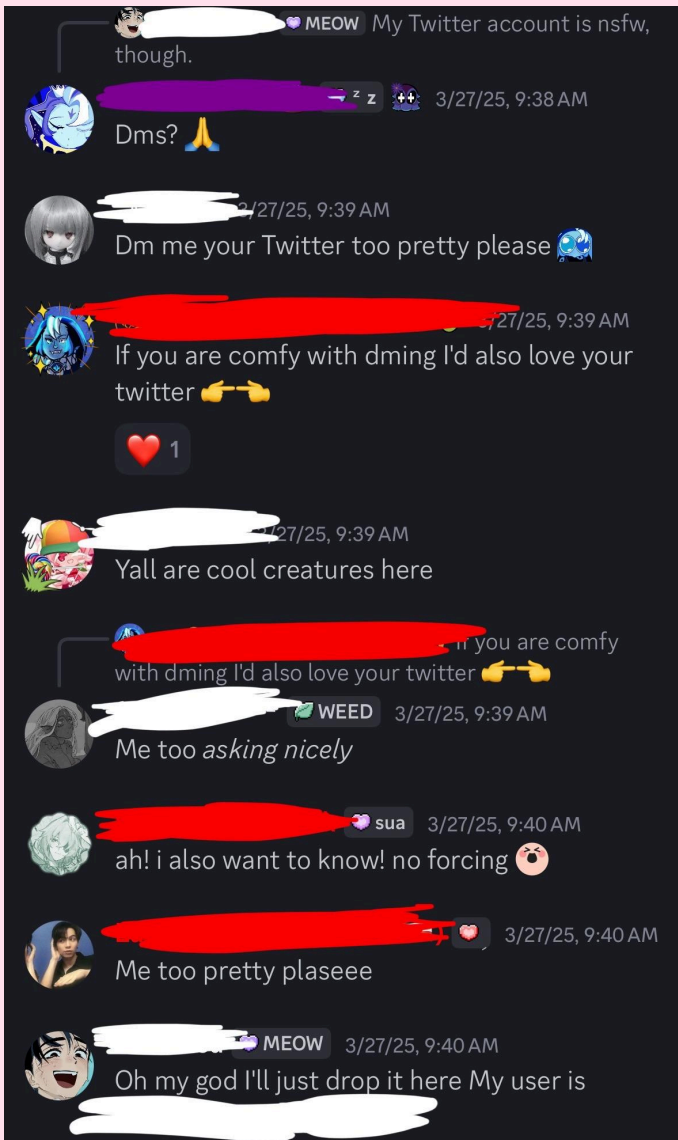 MEOW My Twitter account is nsfw,
though.
z z 3/27/25, 9:38 AM
Dms? 🙏
3/27/25, 9:39 AM
Dm me your Twitter too pretty please
/27/25, 9:39 AM
If you are comfy with dming I'd also love your
twitter 👉👈
❤️ 1
/27/25, 9:39 AM
Yall are cool creatures here
If you are comfy
with dming I'd also love your twitter 👉👈
WEED 3/27/25, 9:39 AM
Me too asking nicely
sua 3/27/25, 9:40 AM
ah! i also want to know! no forcing
3/27/25, 9:40 AM
Me too pretty plaseee
MEOW 3/27/25, 9:40 AM
Oh my god I'll just drop it here My user is